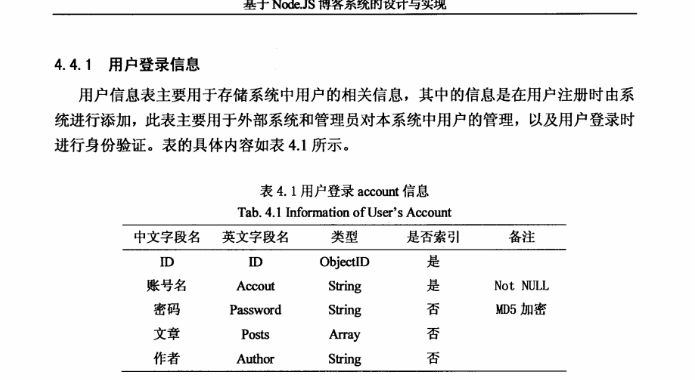 基于 Node.JS 博客系统的设计与实现
4.4.1 用户登录信息
用户信息表主要用于存储系统中用户的相关信息，其中的信息是在用户注册时由系
统进行添加，此表主要用于外部系统和管理员对本系统中用户的管理，以及用户登录时
进行身份验证。表的具体内容如表 4.1 所示。
表 4.1 用户登录 account 信息
Tab. 4.1 Information of User's Account
中文字段名 英文字段名 类型 是否索引 备注
ID ID ObjectID 是
账号名 Accout String 是 Not NULL
密码 Password String 否 MD5 加密
文章 Posts Array 否
作者 Author String 否